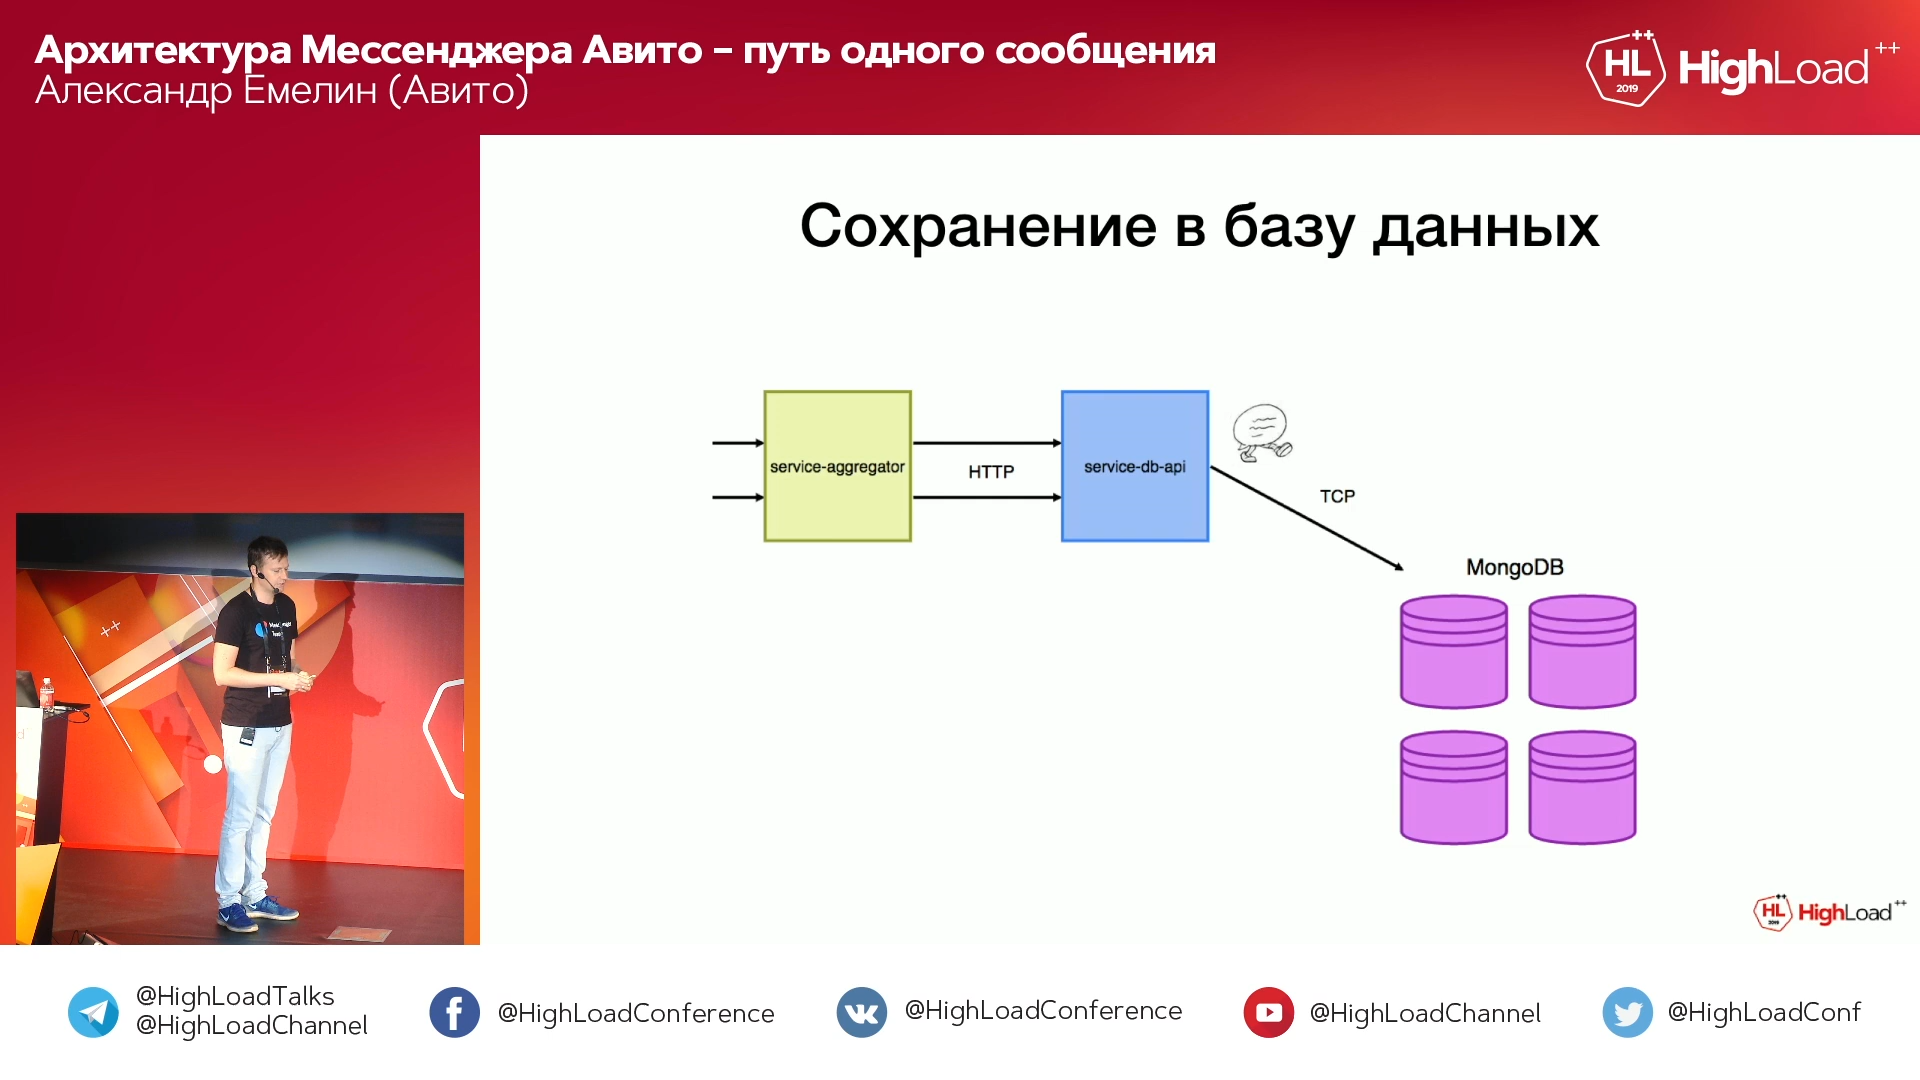 Архитектура Мессенджера Авито – путь одного сообщения
Александр Емелин (Авито)
HL
2019
HighLoad++
Сохранение в базу данных
service-aggregator
HTTP
service-db-api
TCP
MongoDB
HL
2019
HighLoad++
@HighLoadTalks
@HighLoadChannel
@HighLoadConference
@HighLoadConference
@HighLoadChannel
@HighLoadConf